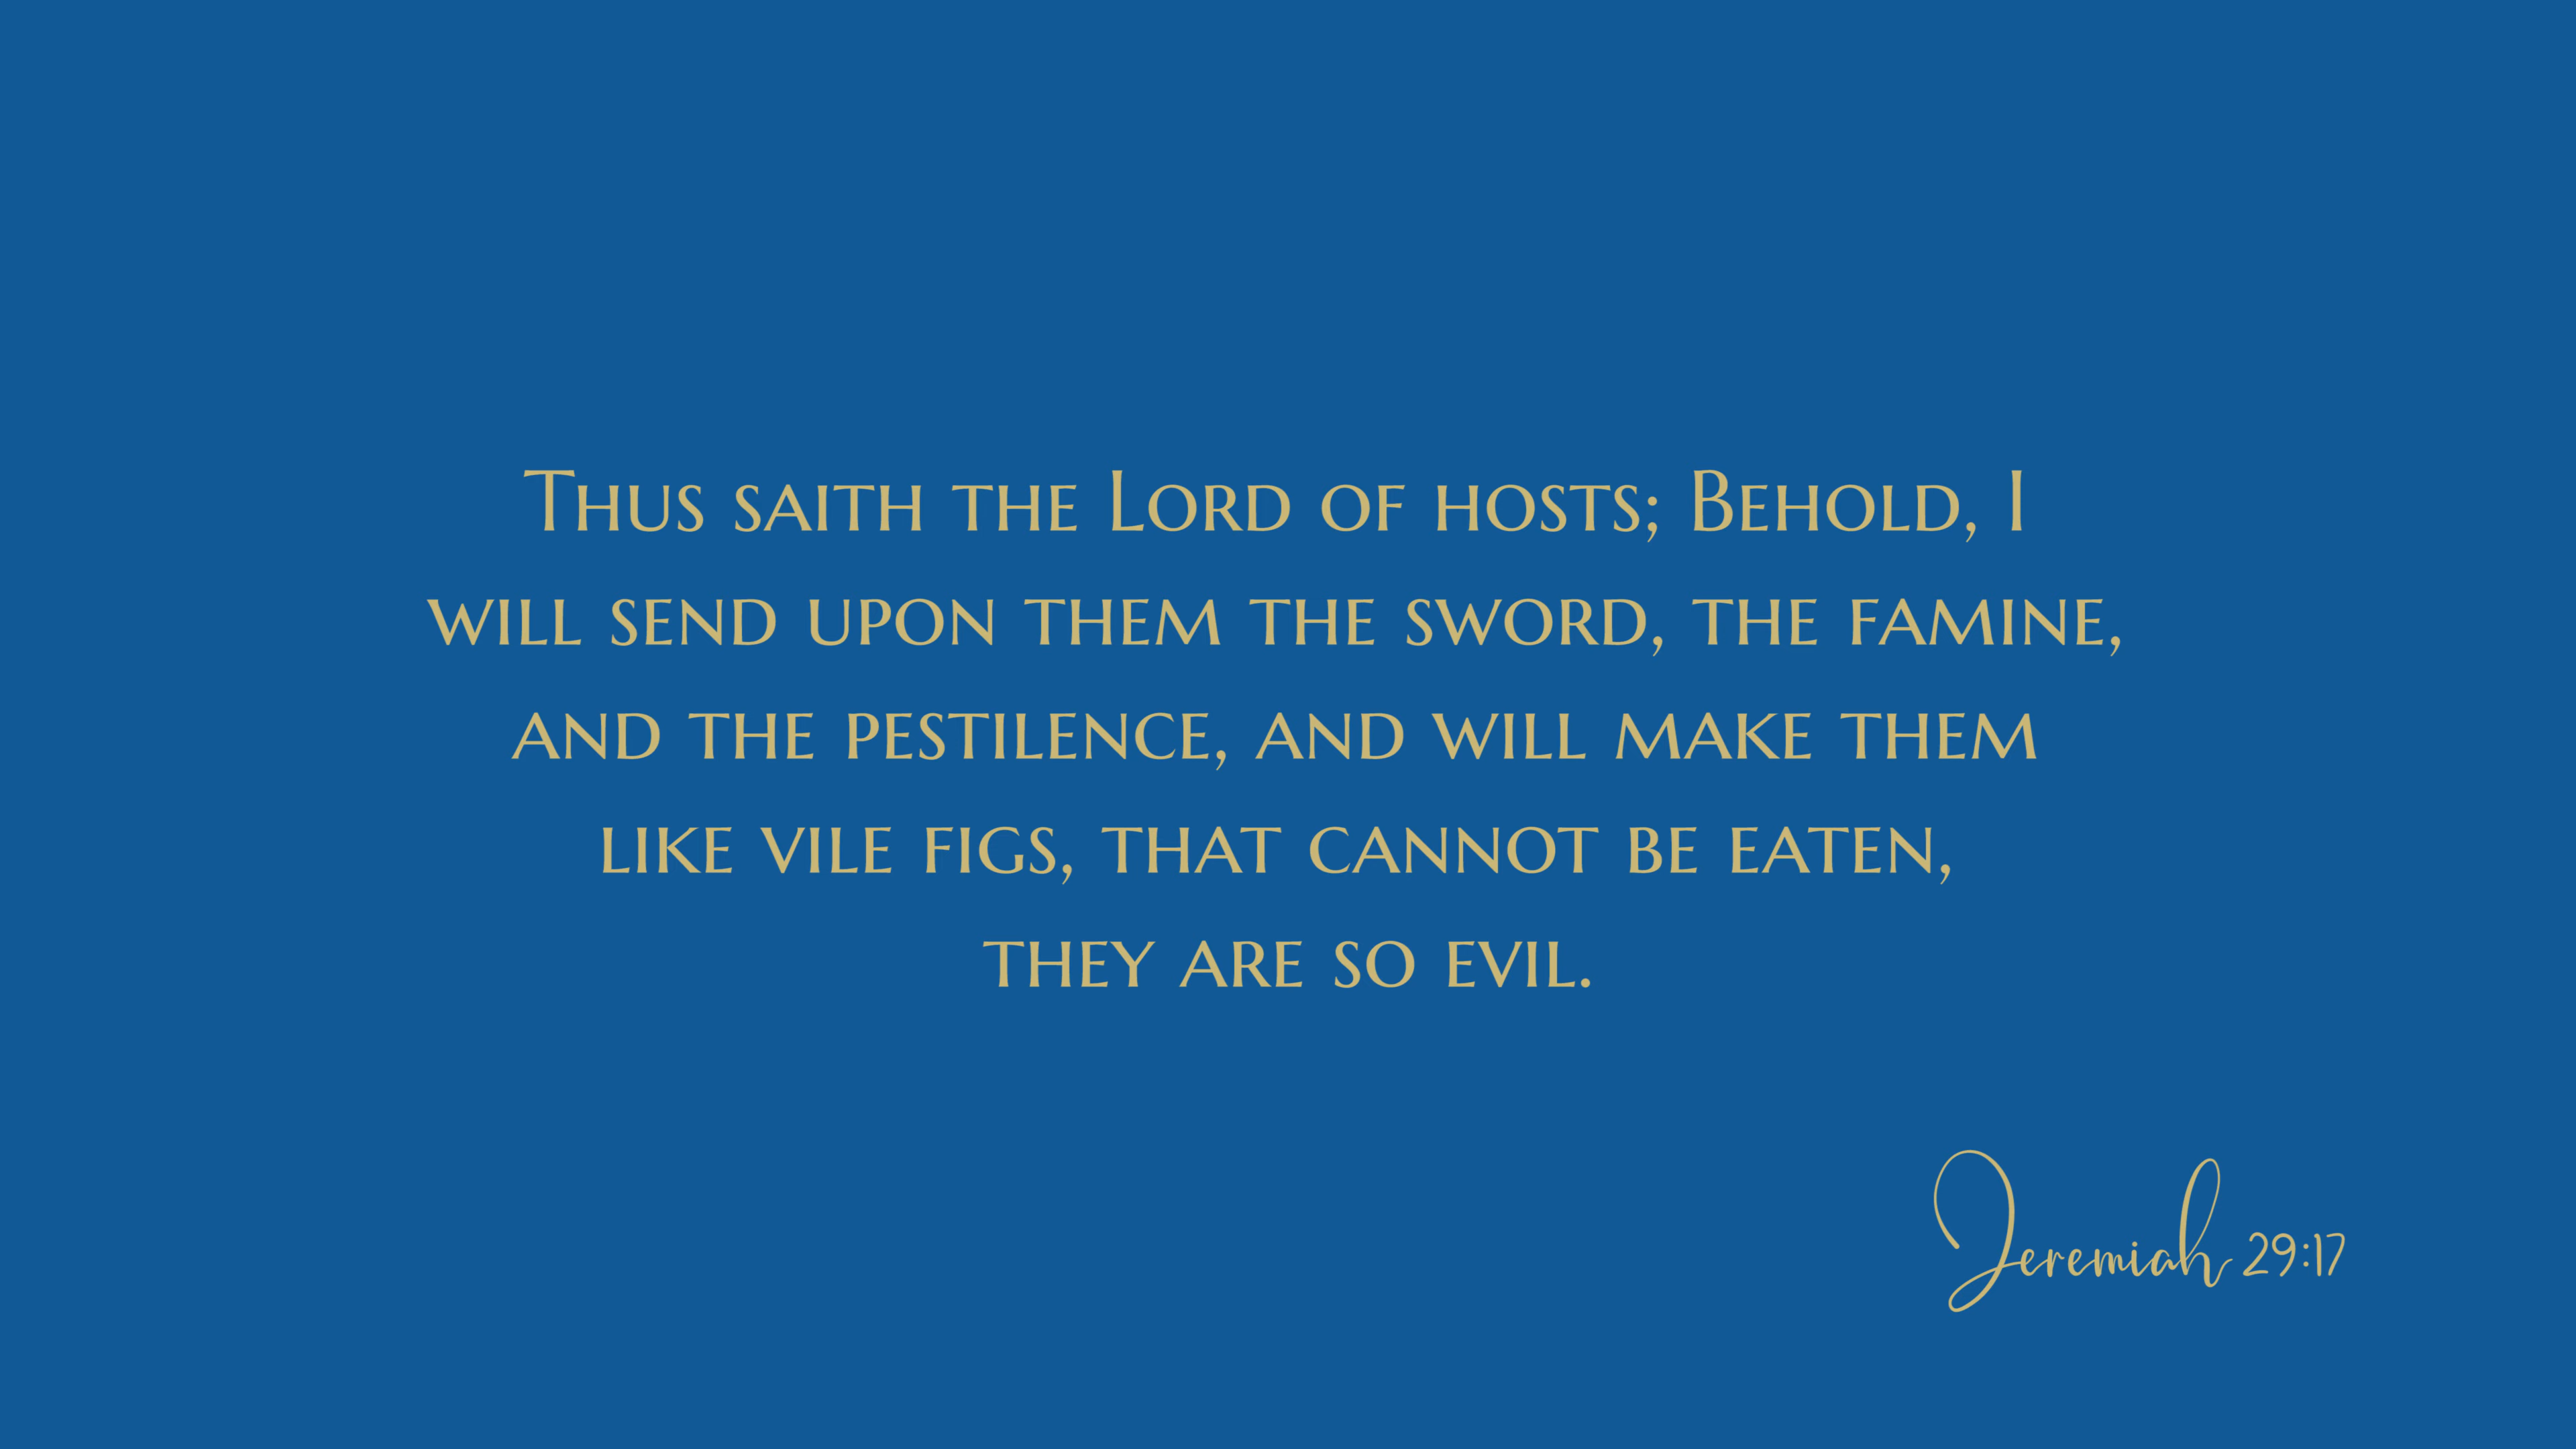 Thus saith the Lord of hosts; Behold, I
will send upon them the sword, the famine,
and the pestilence, and will make them
like vile figs, that cannot be eaten,
they are so evil.
Jeremiah 29:17